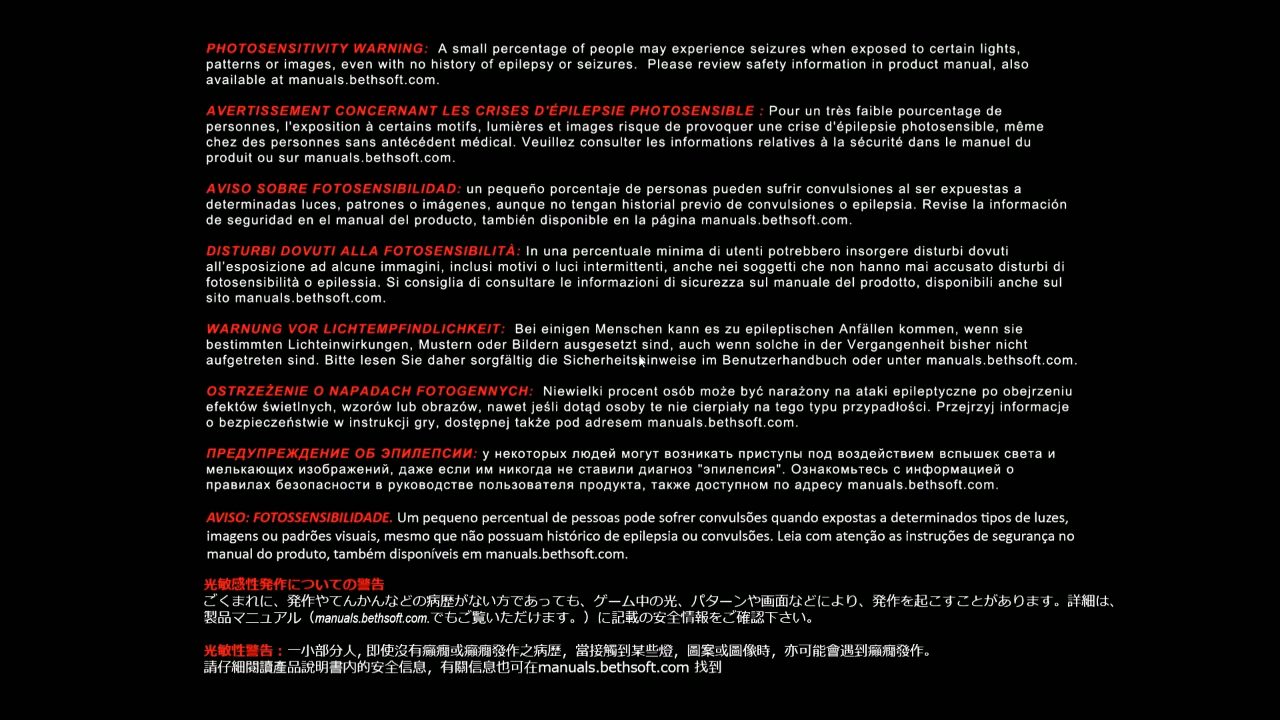 PHOTOSENSITIVITY WARNING: A small percentage of people may experience seizures when exposed to certain lights,
patterns or images, even with no history of epilepsy or seizures. Please review safety information in product manual, also
available at manuals.bethsoft.com.
AVERTISSEMENT CONCERNANT LES CRISES D'ÉPILEPSIE PHOTOSENSIBLE : Pour un très faible pourcentage de
personnes, l'exposition à certains motifs, lumières et images risque de provoquer une crise d'épilepsie photosensible, même
chez des personnes sans antécédent médical. Veuillez consulter les informations relatives à la sécurité dans le manuel du
produit ou sur manuals.bethsoft.com.
AVISO SOBRE FOTOSENSIBILIDAD: un pequeño porcentaje de personas pueden sufrir convulsiones al ser expuestas a
determinadas luces, patrones o imágenes, aunque no tengan historial previo de convulsiones o epilepsia. Revise la información
de seguridad en el manual del producto, también disponible en la página manuals.bethsoft.com.
DISTURBI DOVUTI ALLA FOTOSENSIBILITÀ: In una percentuale minima di utenti potrebbero insorgere disturbi dovuti
all'esposizione ad alcune immagini, inclusi motivi o luci intermittenti, anche nei soggetti che non hanno mai accusato disturbi di
fotosensibilità o epilessia. Si consiglia di consultare le informazioni di sicurezza sul manuale del prodotto, disponibili anche sul
sito manuals.bethsoft.com.
WARNUNG VOR LICHTEMPFINDLICHKEIT: Bei einigen Menschen kann es zu epileptischen Anfällen kommen, wenn sie
bestimmten Lichteinwirkungen, Mustern oder Bildern ausgesetzt sind, auch wenn solche in der Vergangenheit bisher nicht
aufgetreten sind. Bitte lesen Sie daher sorgfältig die Sicherheitshinweise im Benutzerhandbuch oder unter manuals.bethsoft.com.
OSTRZEŻENIE O NAPADACH FOTOGENNYCH: Niewielki procent osób może być narażony na ataki epileptyczne po obejrzeniu
efektów świetlnych, wzorów lub obrazów, nawet jeśli dotąd osoby te nie cierpiały na tego typu przypadłości. Przejrzyj informacje
o bezpieczeństwie w instrukcji gry, dostępnej także pod adresem manuals.bethsoft.com.
ПРЕДУПРЕЖДЕНИЕ ОБ ЭПИЛЕПСИИ: у некоторых людей могут возникать приступы под воздействием вспышек света и
мелькающих изображений, даже если им никогда не ставили диагноз "эпилепсия". Ознакомьтесь с информацией о
правилах безопасности в руководстве пользователя продукта, также доступном по адресу manuals.bethsoft.com.
AVISO: FOTOSSENSIBILIDADE. Um pequeno percentual de pessoas pode sofrer convulsões quando expostas a determinados tipos de luzes,
imagens ou padrões visuais, mesmo que não possuam histórico de epilepsia ou convulsões. Leia com atenção as instruções de segurança no
manual do produto, também disponíveis em manuals.bethsoft.com.
光敏感性発作についての警告
ごくまれに、発作やてんかんなどの病歴がない方であっても、ゲーム中の光、パターンや画面などにより、発作を起こすことがあります。詳細は、
製品マニュアル（manuals.bethsoft.com.でもご覧いただけます。）に記載の安全情報をご確認下さい。
光敏性警告：一小部分人, 即使沒有癲癇或癲癇發作之病歷，當接觸到某些燈，圖案或圖像時，亦可能會遇到癲癇發作。
請仔細閱讀產品說明書内的安全信息，有關信息也可在manuals.bethsoft.com 找到